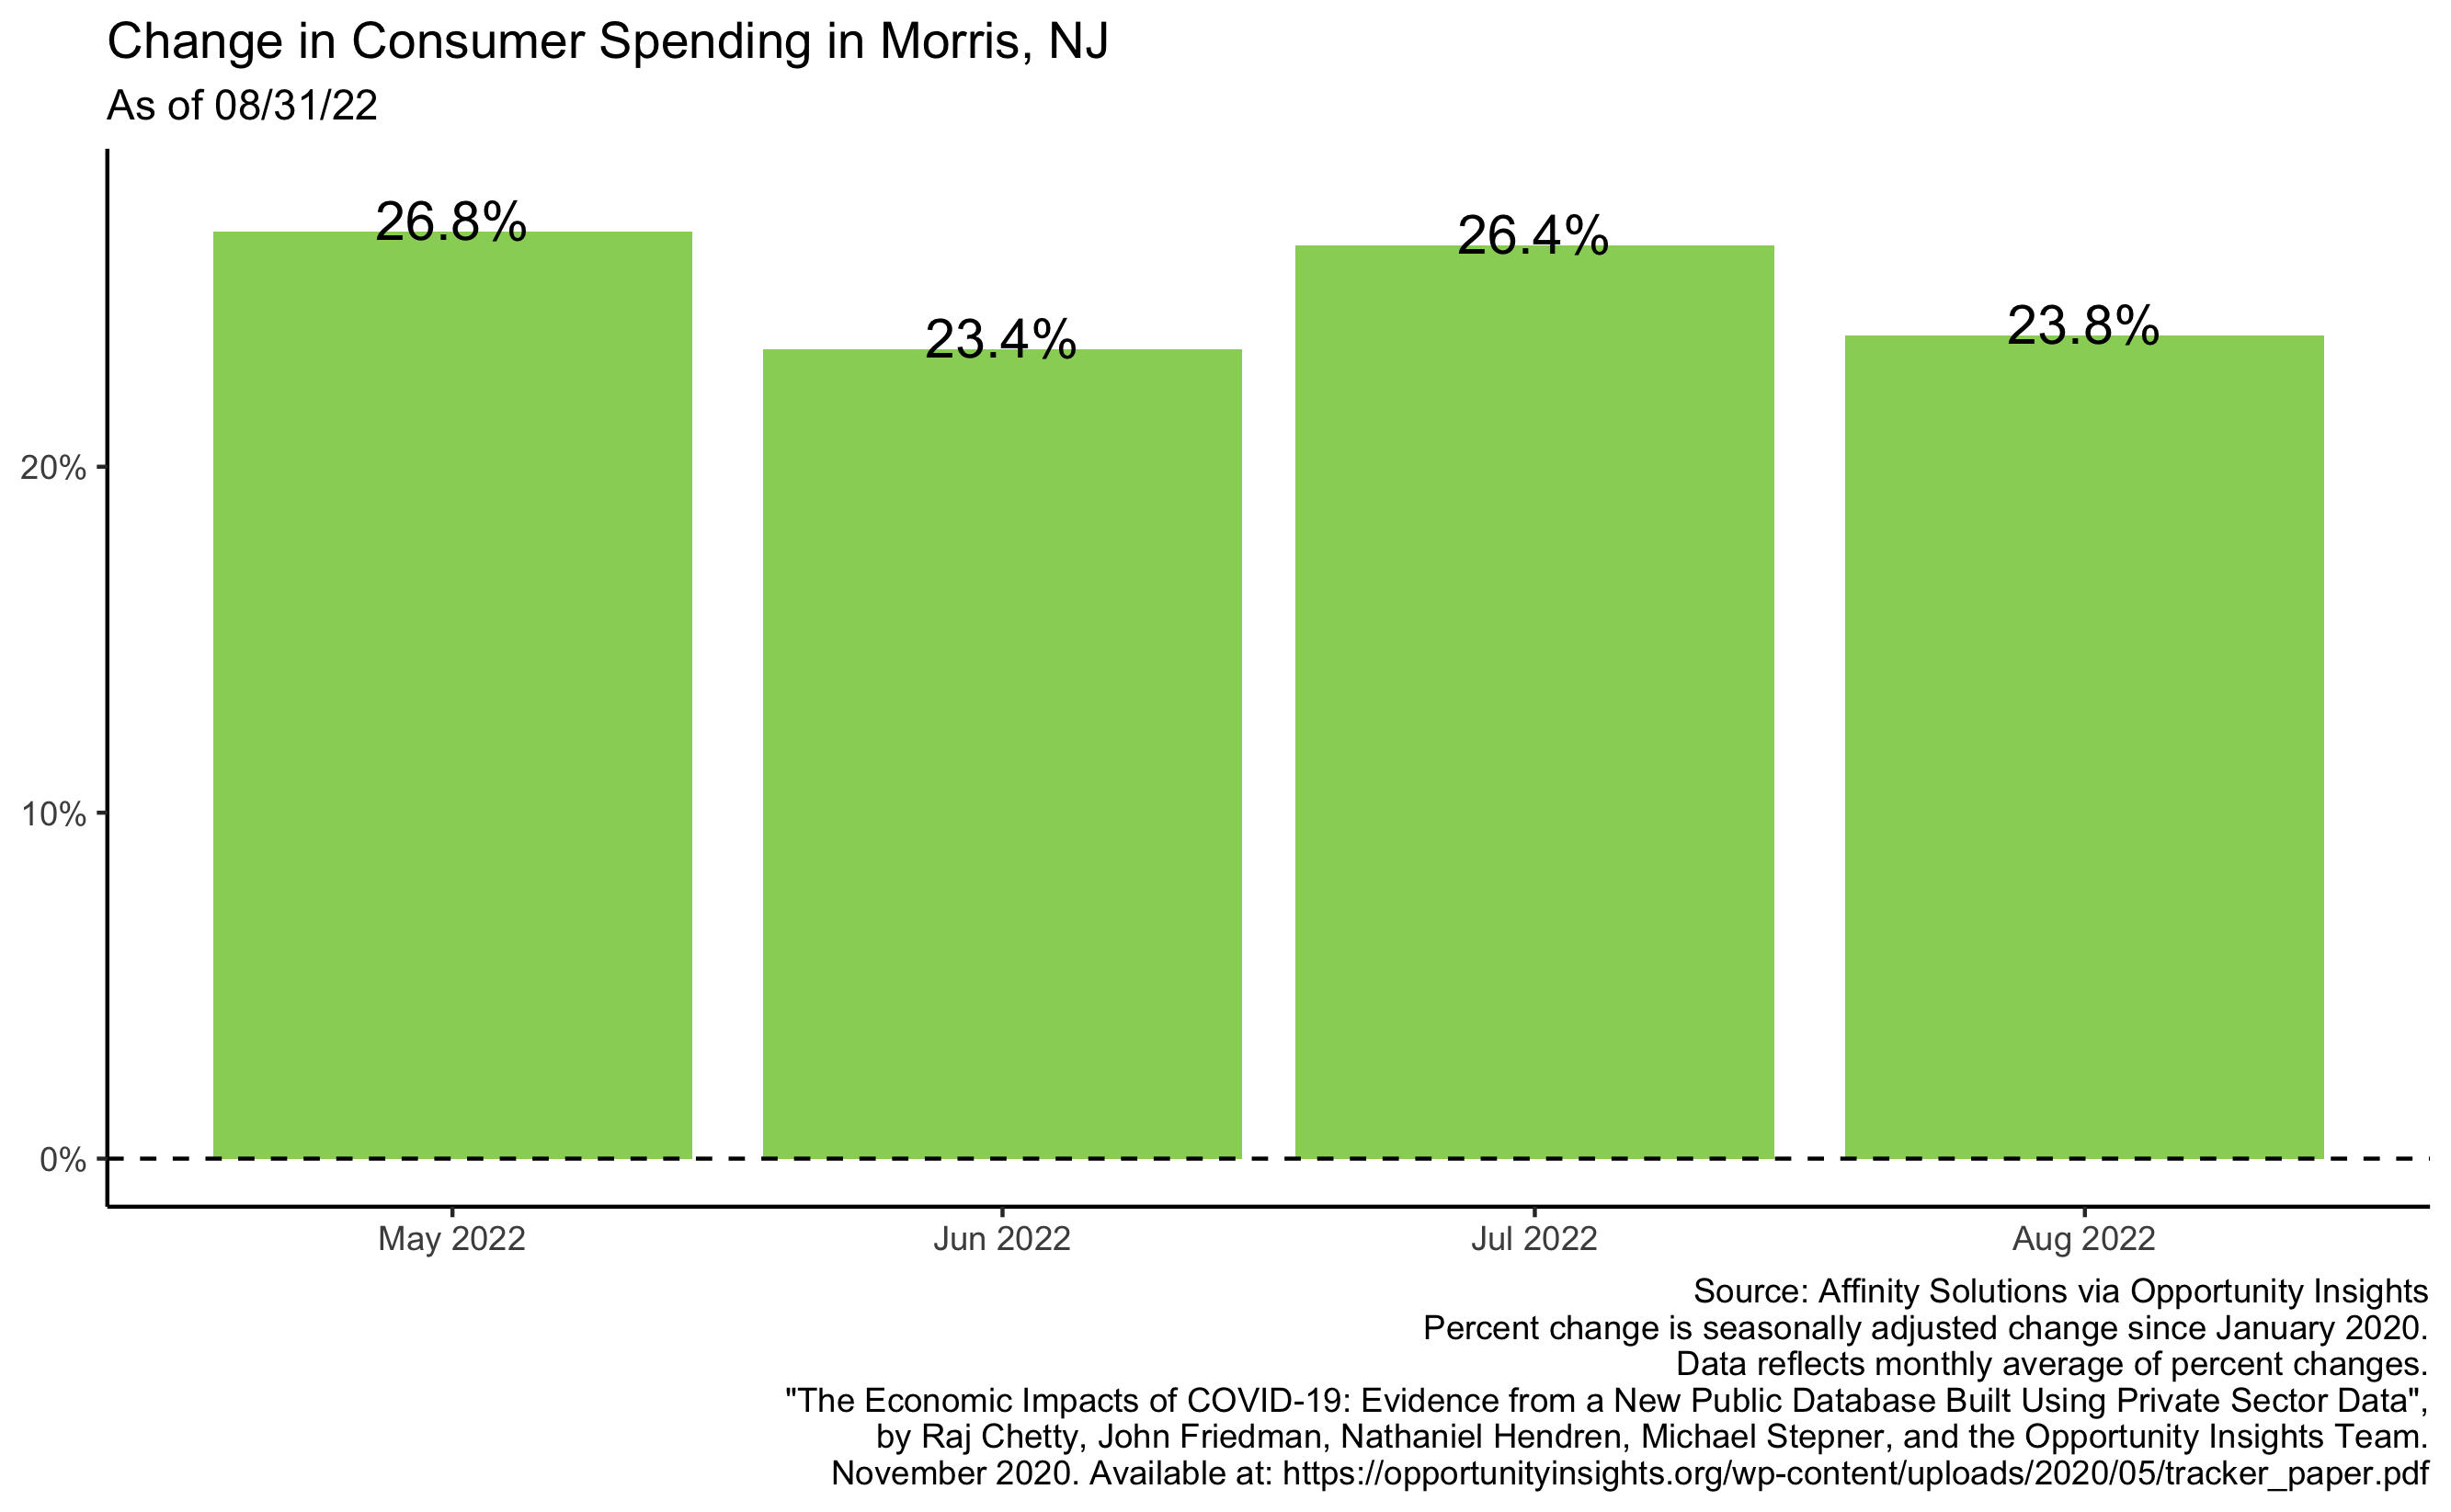 Change in Consumer Spending in Morris, NJ
As of 08/31/22
26.8%
23.4%
26.4%
23.8%
20%
10%
0%
May 2022
Jun 2022
Jul 2022
Aug 2022
Source: Affinity Solutions via Opportunity Insights
Percent change is seasonally adjusted change since January 2020.
Data reflects monthly average of percent changes.
"The Economic Impacts of COVID-19: Evidence from a New Public Database Built Using Private Sector Data",
by Raj Chetty, John Friedman, Nathaniel Hendren, Michael Stepner, and the Opportunity Insights Team.
November 2020. Available at: https://opportunityinsights.org/wp-content/uploads/2020/05/tracker_paper.pdf